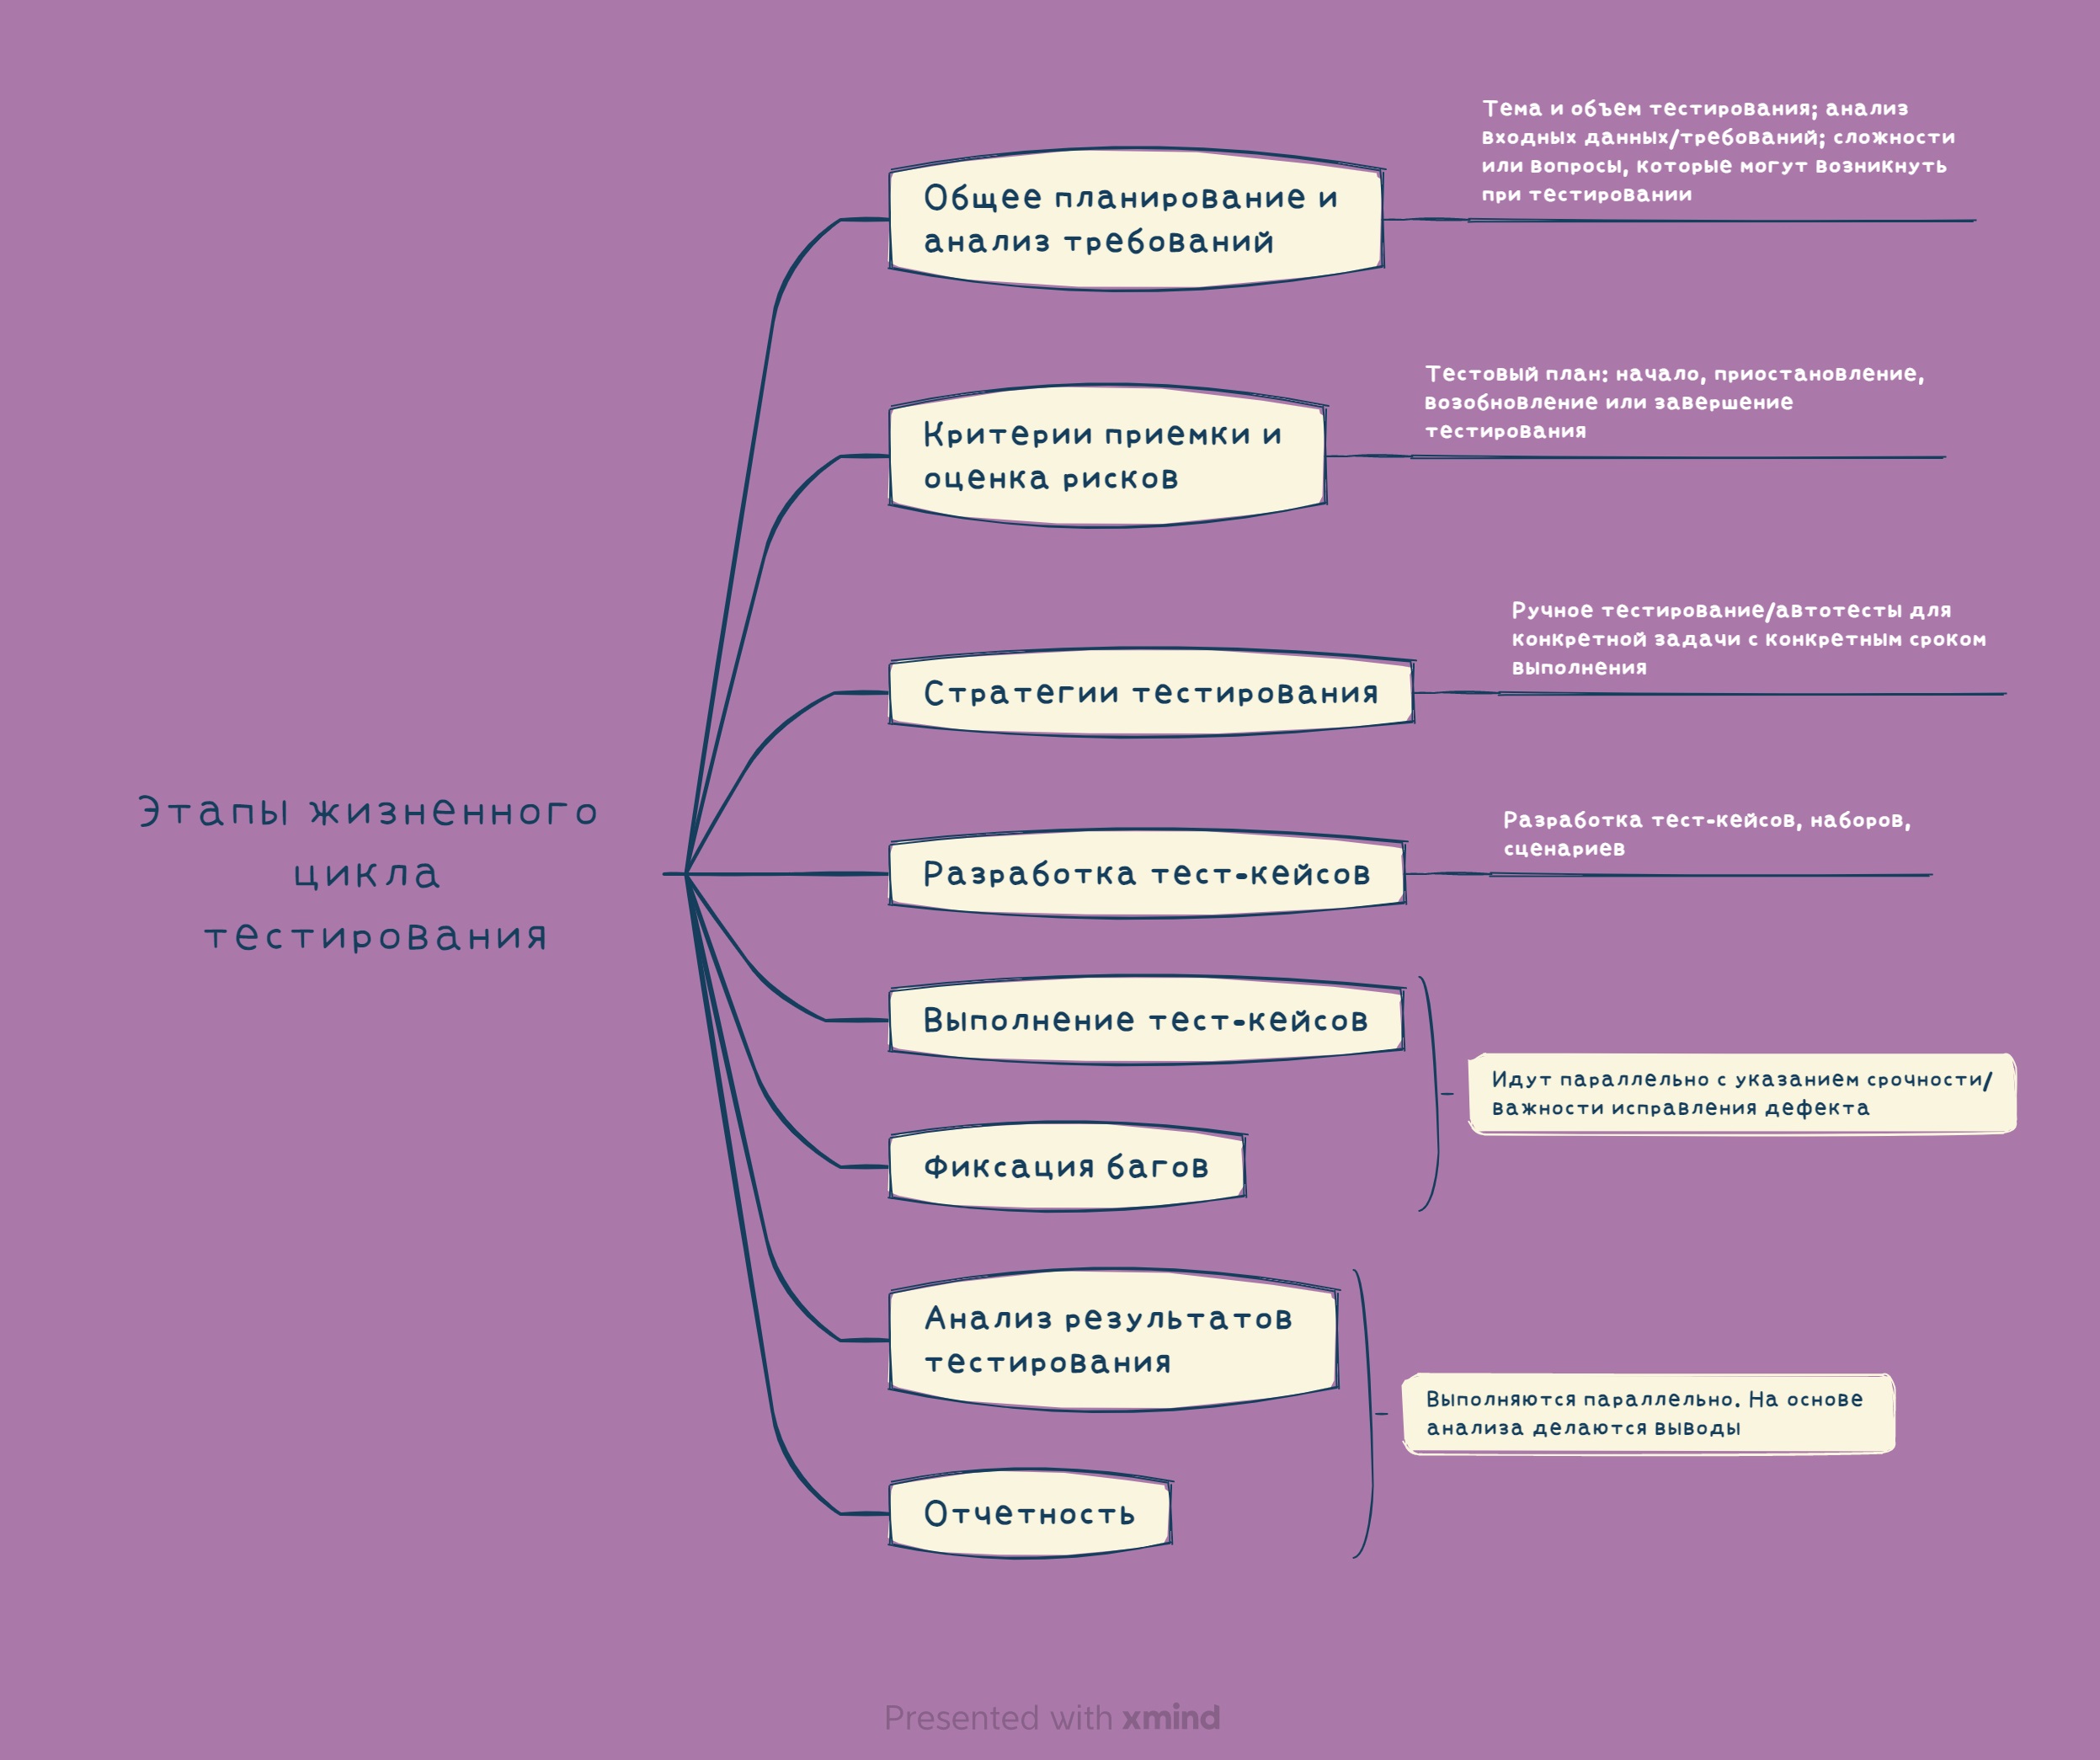 Этапы жизненного
цикла
тестирования
Общее планирование и
анализ требований
Тема и объем тестирования; анализ
входных данных/требований; сложности
или вопросы, которые могут возникнуть
при тестировании
Критерии приемки и
оценка рисков
Тестовый план: начало, приостановление,
возобновление или завершение
тестирования
Стратегии тестирования
Ручное тестирование/автотесты для
конкретной задачи с конкретным сроком
выполнения
Разработка тест-кейсов
Разработка тест-кейсов, наборов,
сценариев
Выполнение тест-кейсов
Фиксация багов
Идут параллельно с указанием срочности/
важности исправления дефекта
Анализ результатов
тестирования
Отчетность
Выполняются параллельно. На основе
анализа делаются выводы
Presented with xmind